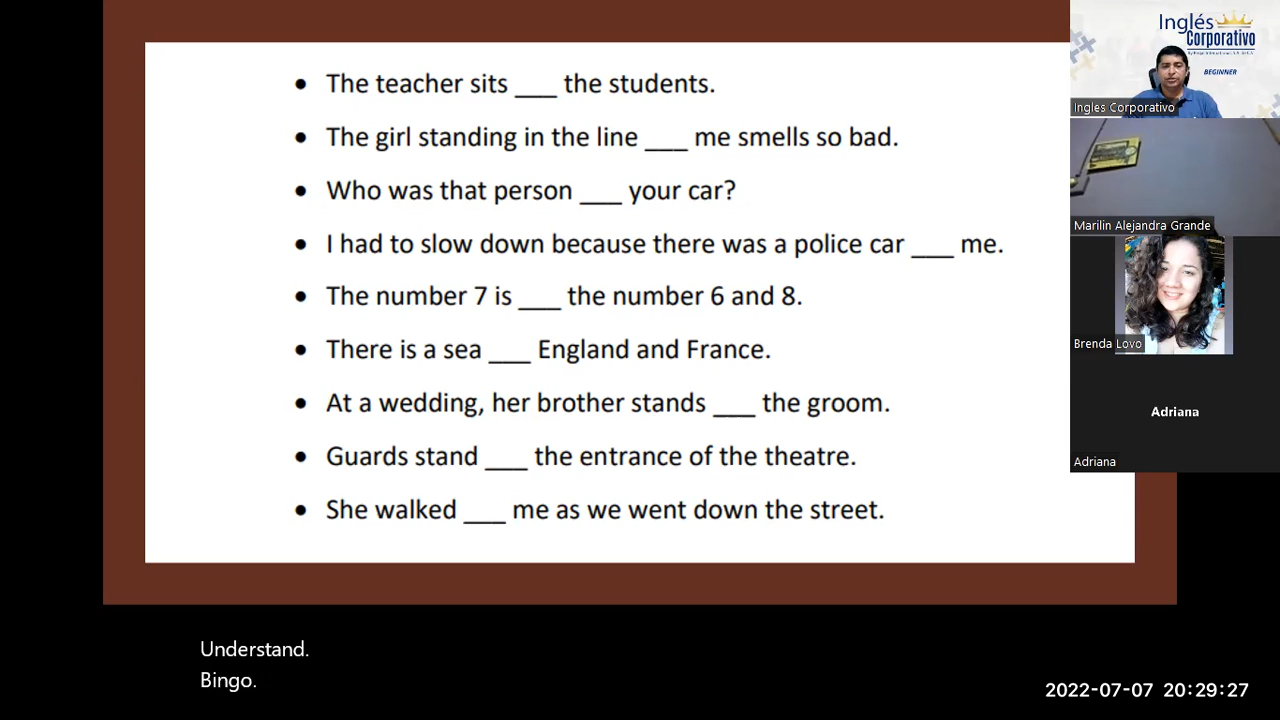 • The teacher sits ___ the students.
• The girl standing in the line ___ me smells so bad.
• Who was that person ___ your car?
• I had to slow down because there was a police car ___ me.
• The number 7 is ___ the number 6 and 8.
• There is a sea ___ England and France.
• At a wedding, her brother stands ___ the groom.
• Guards stand ___ the entrance of the theatre.
• She walked ___ me as we went down the street.
Inglés
Corporativo
BEGINNER
Ingles Corporativo
Marilin Alejandra Grande
Brenda Lovo
Adriana
Adriana
Understand.
Bingo.
2022-07-07 20:29:27